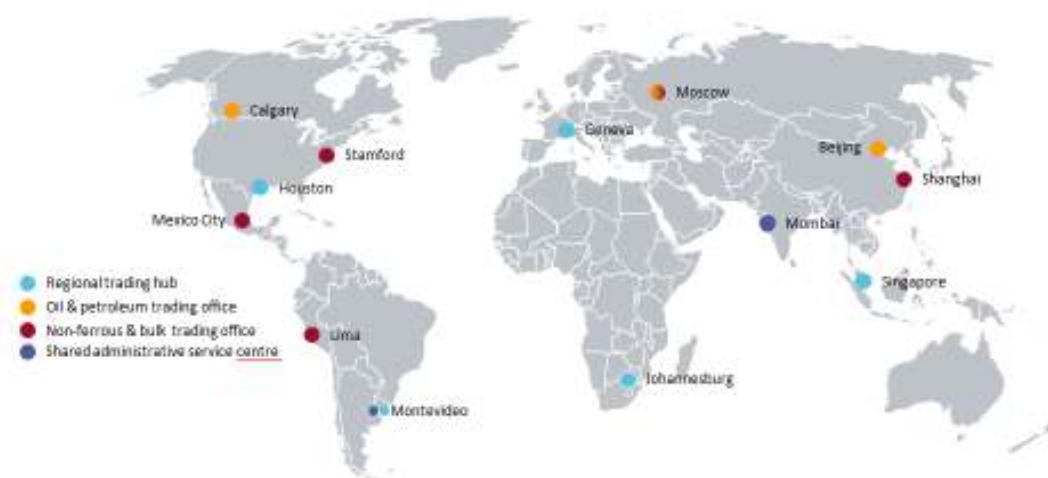 Moscow
Calgary
Geneva
Beijing
Stamford
Shanghai
Houston
Mexico City
Mombai
Singapore
Regional trading hub
Oil & petroleum trading office
Non-ferrous & bulk trading office
Shared administrative service centre
Lima
Johannesburg
Montevideo